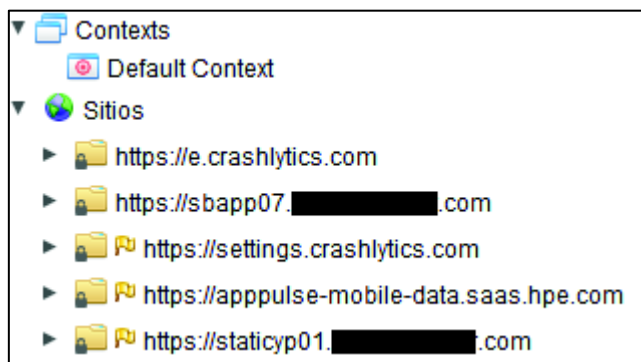 Contexts
Default Context
Sitios
https://e.crashlytics.com
https://sbapp07. .com
https://settings.crashlytics.com
https://apppulse-mobile-data.saas.hpe.com
https://staticyp01. .com